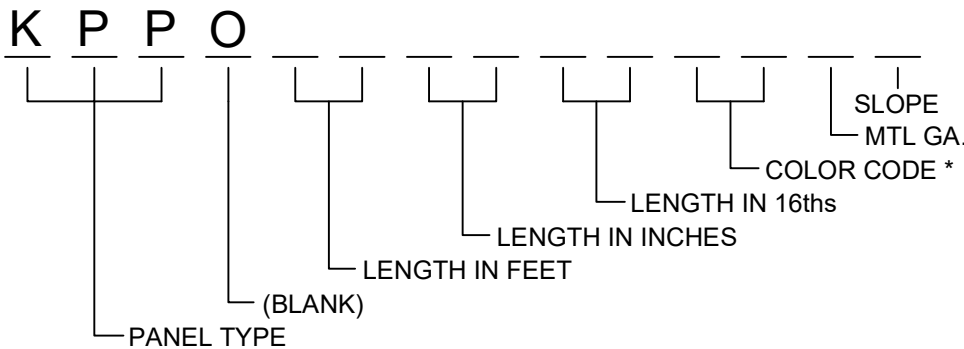 K P P O
SLOPE
MTL GA.
COLOR CODE *
LENGTH IN 16ths
LENGTH IN INCHES
LENGTH IN FEET
(BLANK)
PANEL TYPE